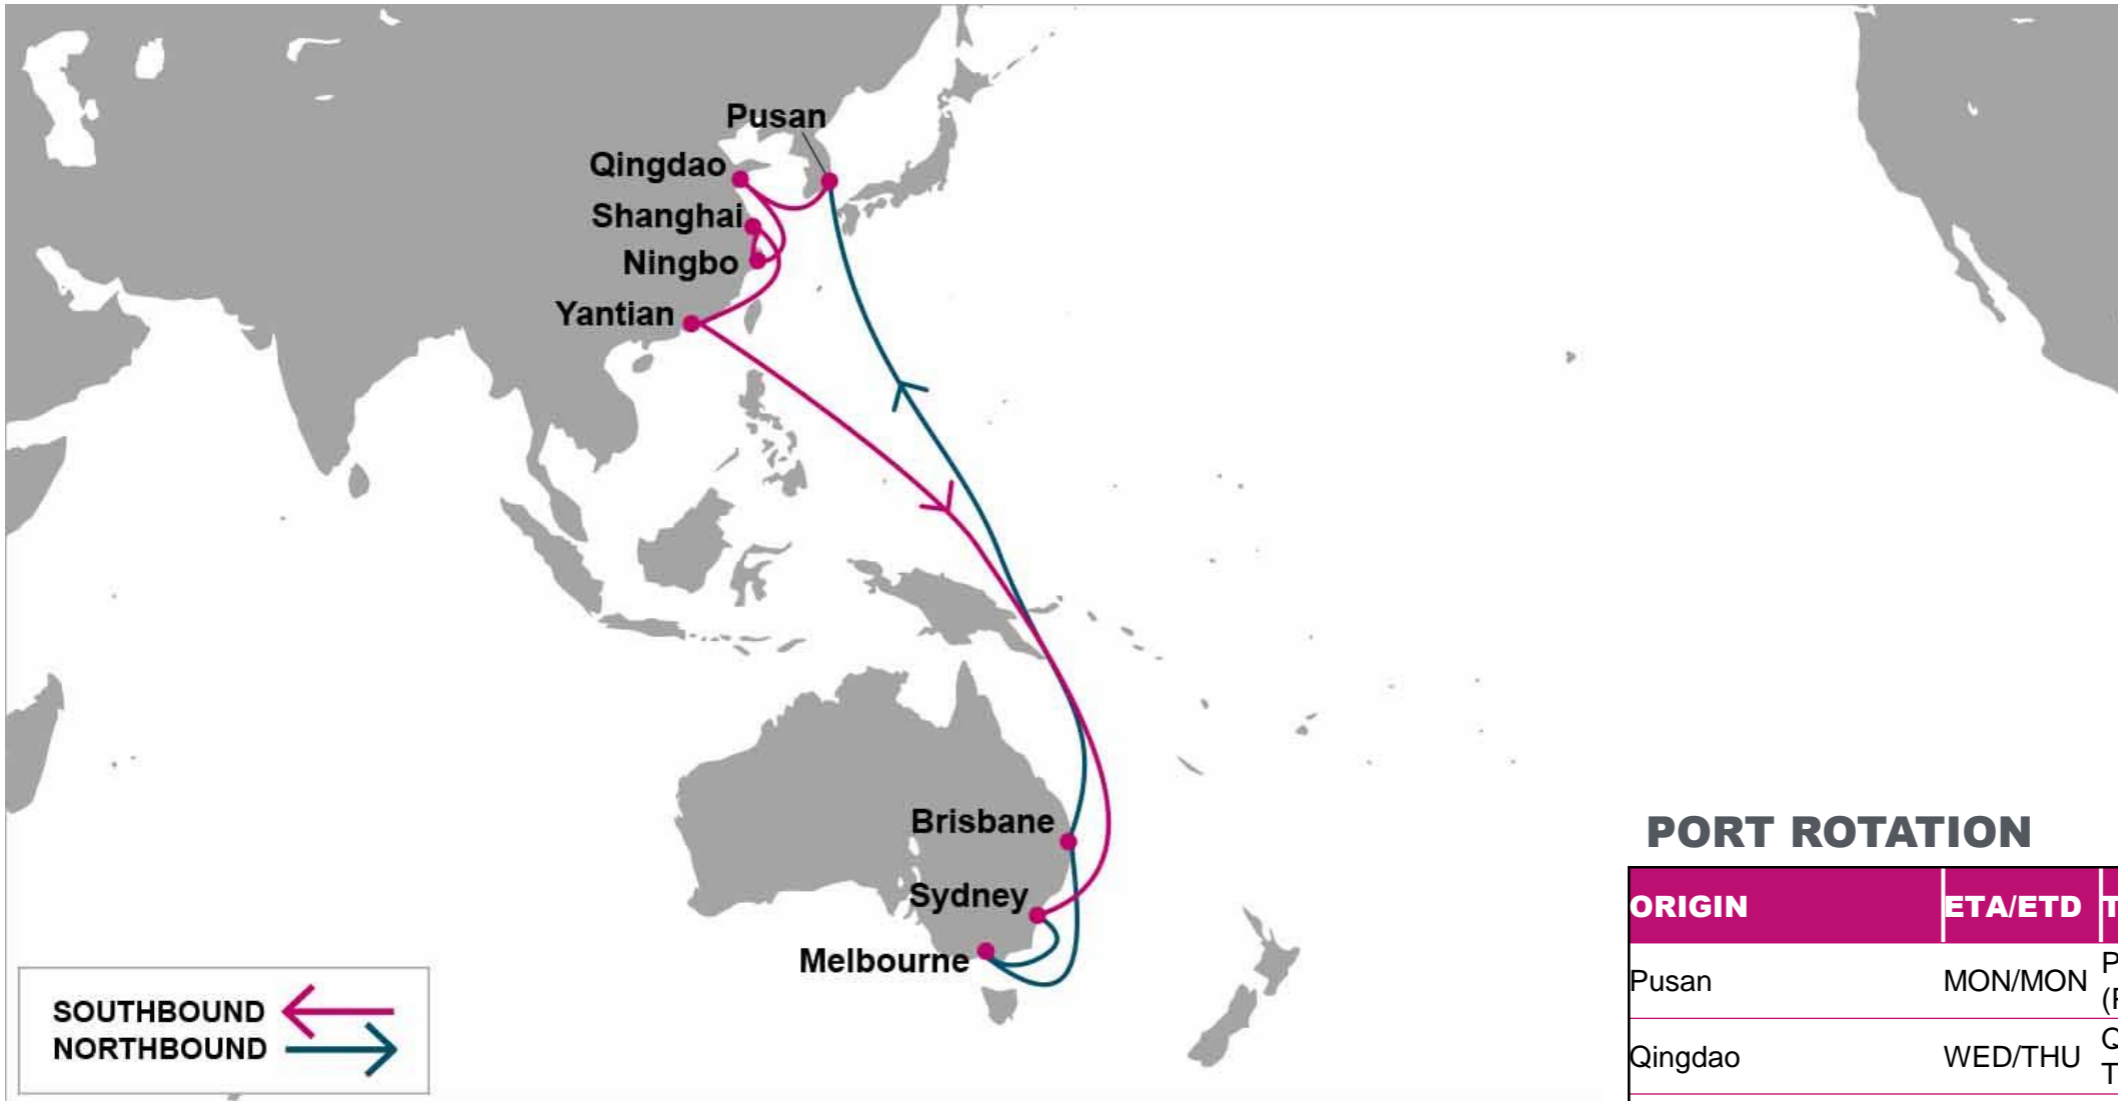 Pusan
Qingdao
Shanghai
Ningbo
Yantian
Brisbane
Sydney
Melbourne
SOUTHBOUND
NORTHBOUND
PORT ROTATION
ORIGIN ETA/ETD
Pusan MON/MON
Qingdao WED/THU